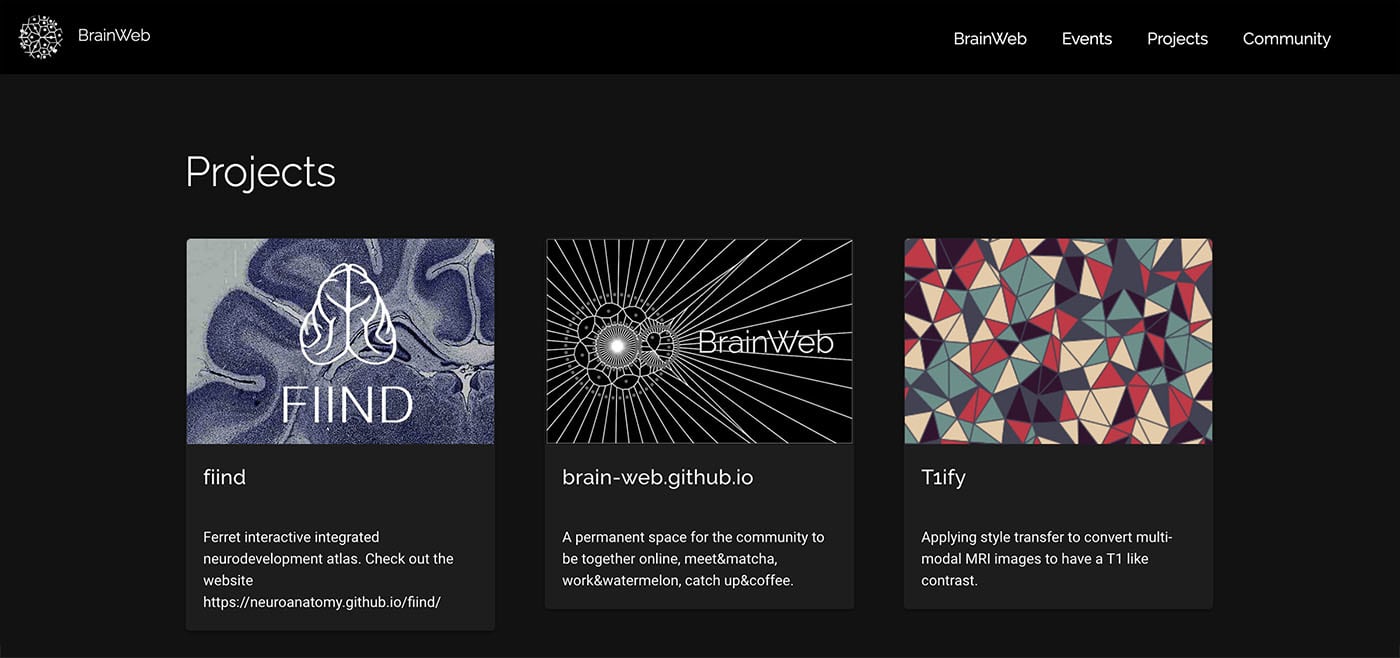 BrainWeb
BrainWeb Events Projects Community
Projects
FIIND
BrainWeb
fiind
Ferret interactive integrated
neurodevelopment atlas. Check out the
website
https://neuroanatomy.github.io/fiind/
brain-web.github.io
A permanent space for the community to
be together online, meet&matcha,
work&watermelon, catch up&coffee.
T1ify
Applying style transfer to convert multi-
modal MRI images to have a T1 like
contrast.